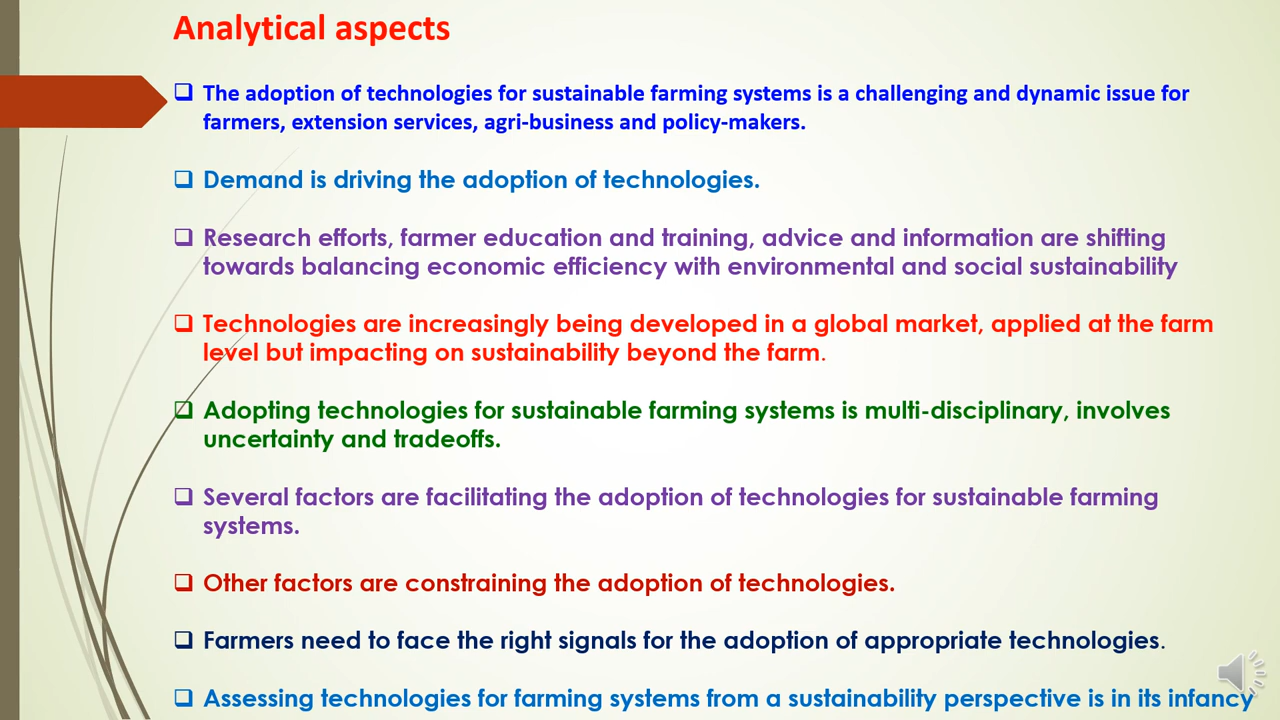 Analytical aspects
The adoption of technologies for sustainable farming systems is a challenging and dynamic issue for
farmers, extension services, agri-business and policy-makers.
Demand is driving the adoption of technologies.
Research efforts, farmer education and training, advice and information are shifting
towards balancing economic efficiency with environmental and social sustainability
Technologies are increasingly being developed in a global market, applied at the farm
level but impacting on sustainability beyond the farm.
Adopting technologies for sustainable farming systems is multi-disciplinary, involves
uncertainty and tradeoffs.
Several factors are facilitating the adoption of technologies for sustainable farming
systems.
Other factors are constraining the adoption of technologies.
Farmers need to face the right signals for the adoption of appropriate technologies.
Assessing technologies for farming systems from a sustainability perspective is in its infancy